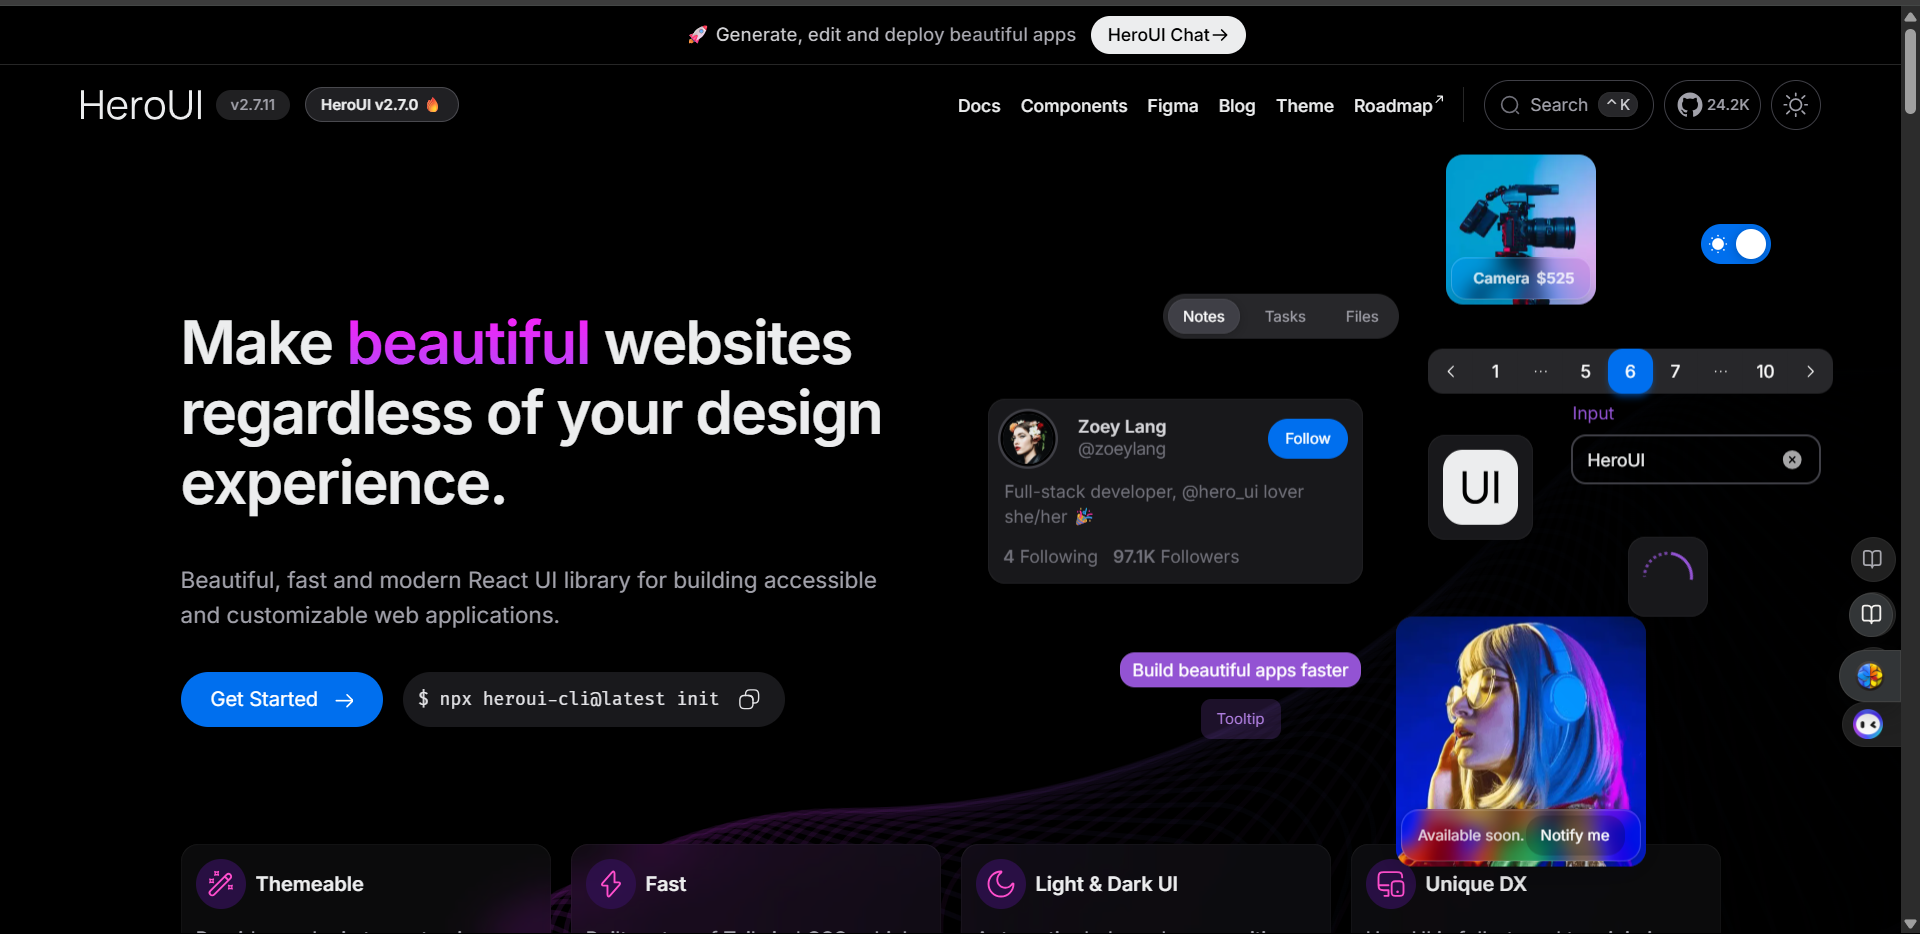 🚀 Generate, edit and deploy beautiful apps HeroUI Chat→
HeroUI v2.7.11 HeroUI v2.7.0 🔥
Docs Components Figma Blog Theme Roadmap↗ Search ^ K 24.2K
Camera $525
Notes Tasks Files
1 ... 5 6 7 ... 10
Make beautiful websites
regardless of your design
experience.
Zoey Lang
@zoeylang
Follow
Full-stack developer, @hero_ui lover
she/her 🎉
4 Following 97.1K Followers
Input
HeroUI
UI
Beautiful, fast and modern React UI library for building accessible
and customizable web applications.
Get Started →
$ npx heroui-cli@latest init
Build beautiful apps faster
Tooltip
Available soon. Notify me
Themeable
Fast
Light & Dark UI
Unique DX